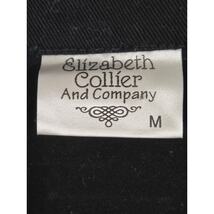 Elizabeth
Collier
And Company
M